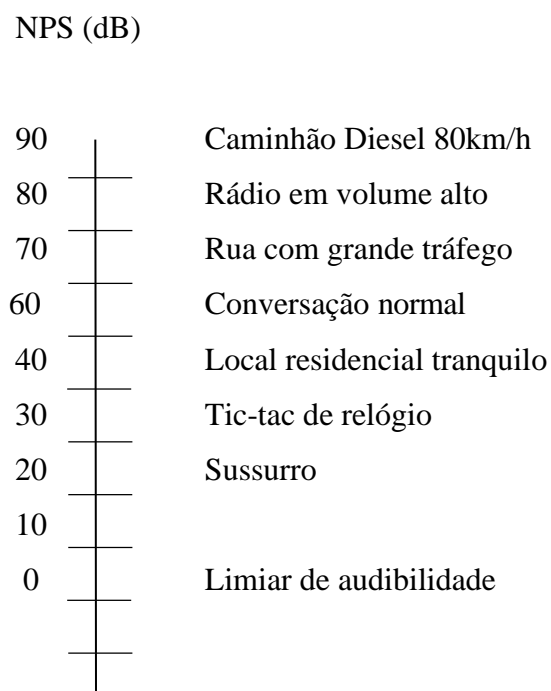 NPS (dB)
90 Caminhão Diesel 80km/h
80 Rádio em volume alto
70 Rua com grande tráfego
60 Conversação normal
40 Local residencial tranquilo
30 Tic-tac de relógio
20 Sussurro
10
0 Limiar de audibilidade